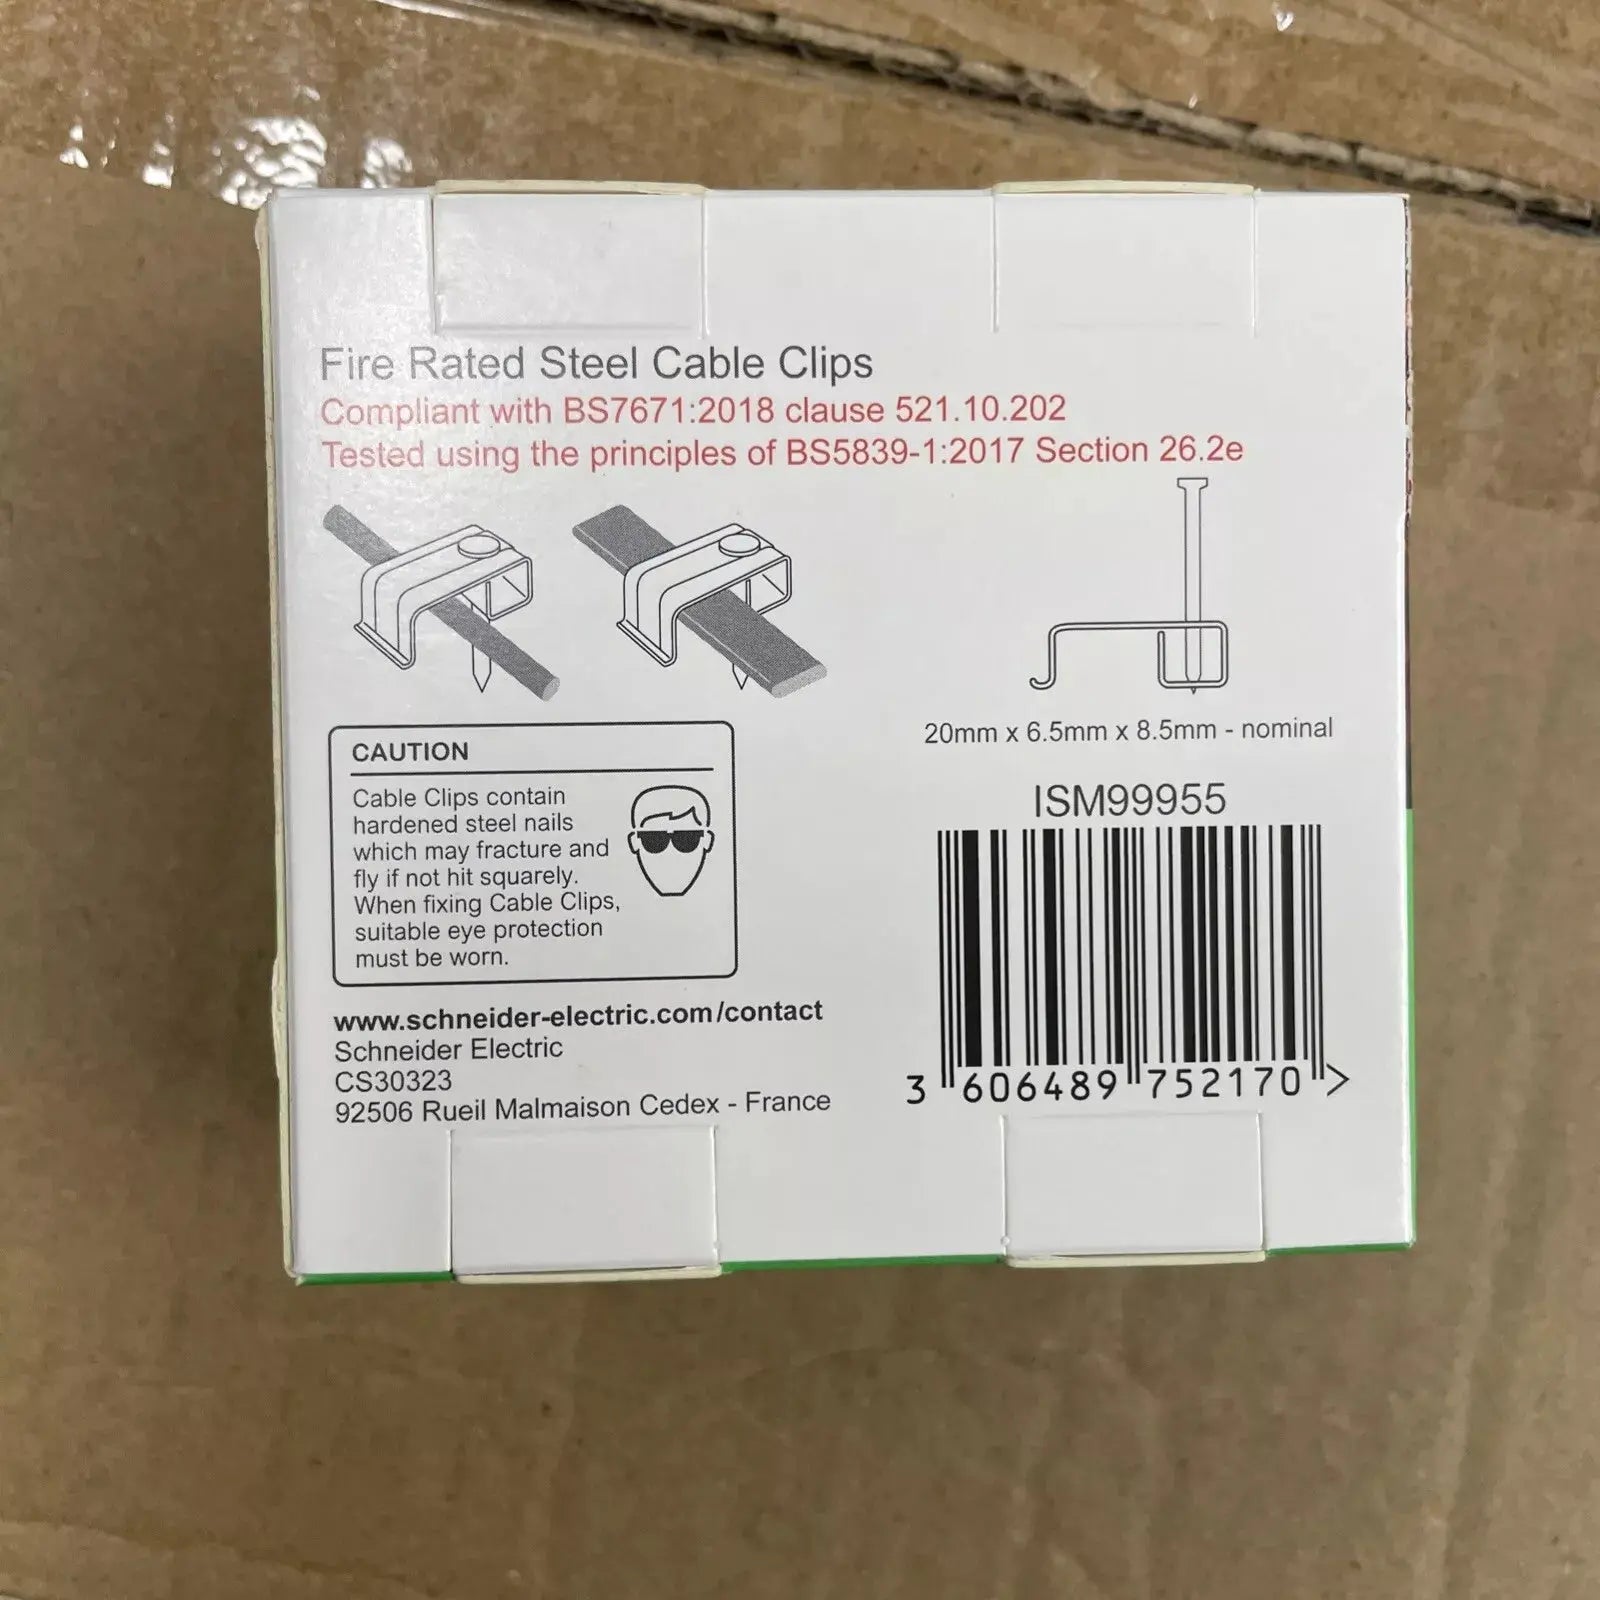 Fire Rated Steel Cable Clips
Compliant with BS7671:2018 clause 521.10.202
Tested using the principles of BS5839-1:2017 Section 26.2e
20mm x 6.5mm x 8.5mm - nominal
CAUTION
Cable Clips contain
hardened steel nails
which may fracture and
fly if not hit squarely.
When fixing Cable Clips,
suitable eye protection
must be worn.
ISM99955
3 606489 752170 >
www.schneider-electric.com/contact
Schneider Electric
CS30323
92506 Rueil Malmaison Cedex - France